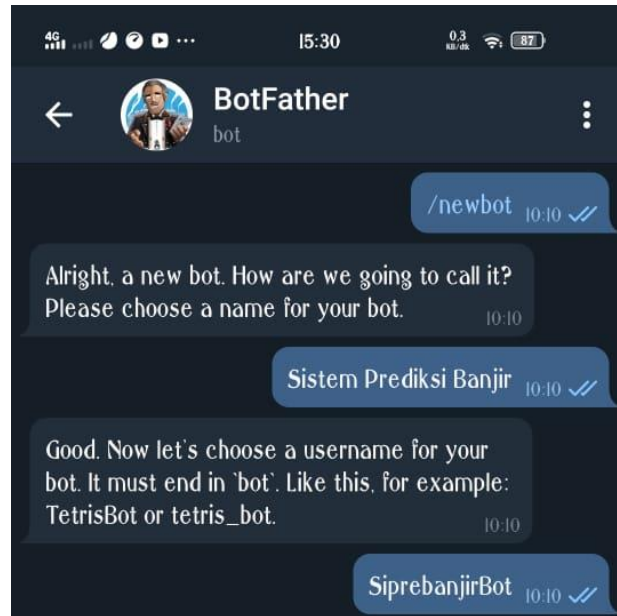 4G 15:30 0,3 KB/dtk 87
BotFather
bot
/newbot 10:10
Alright, a new bot. How are we going to call it?
Please choose a name for your bot. 10:10
Sistem Prediksi Banjir 10:10
Good. Now let's choose a username for your
bot. It must end in `bot`. Like this, for example:
TetrisBot or tetris_bot.
10:10
SiprebanjirBot 10:10